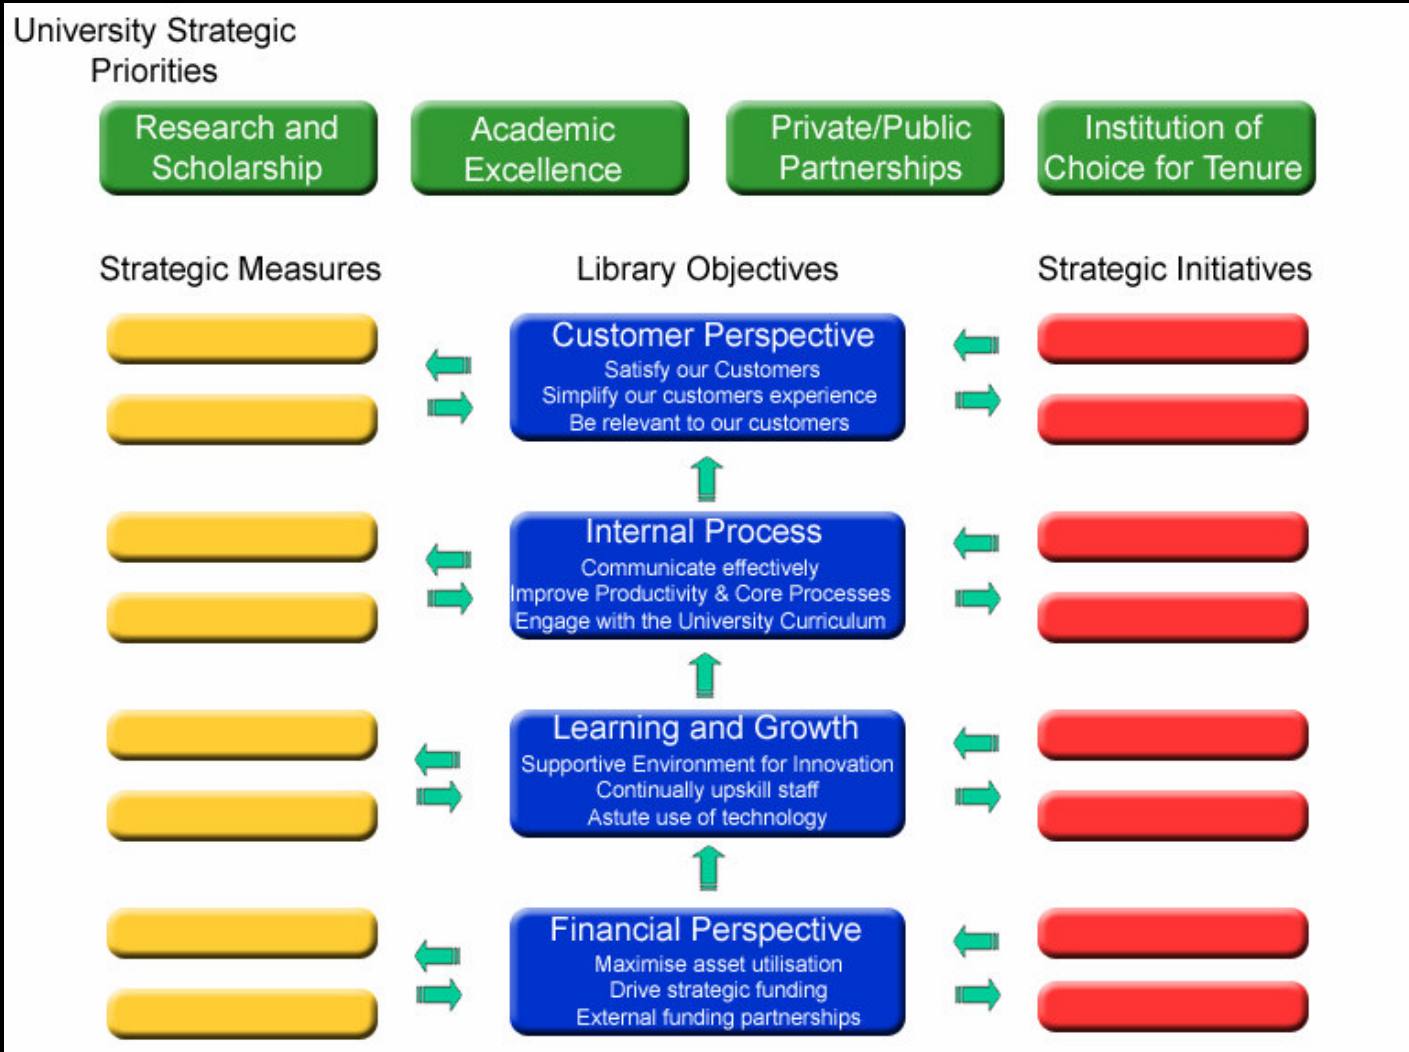 University Strategic
Priorities
Research and
Scholarship
Academic
Excellence
Private/Public
Partnerships
Institution of
Choice for Tenure
Strategic Measures
Library Objectives
Strategic Initiatives
Customer Perspective
Satisfy our Customers
Simplify our customers experience
Be relevant to our customers
Internal Process
Communicate effectively
Improve Productivity & Core Processes
Engage with the University Curriculum
Learning and Growth
Supportive Environment for Innovation
Continually upskill staff
Astute use of technology
Financial Perspective
Maximise asset utilisation
Drive strategic funding
External funding partnerships